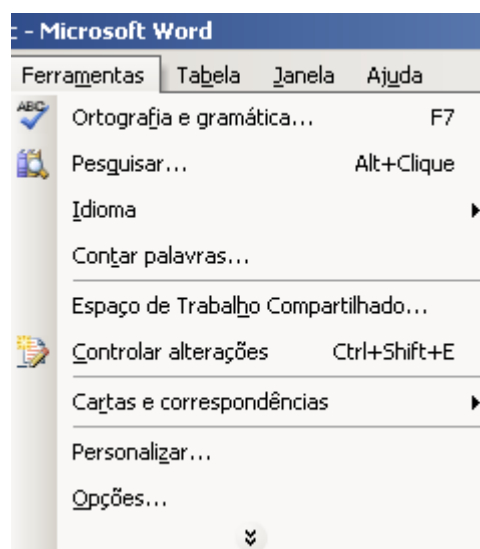 - Microsoft Word
Ferramentas Tabela Janela Ajuda
ABC Ortografia e gramática... F7
Pesquisar... Alt+Clique
Idioma
Contar palavras...
Espaço de Trabalho Compartilhado...
Controlar alterações Ctrl+Shift+E
Cartas e correspondências
Personalizar...
Opções...